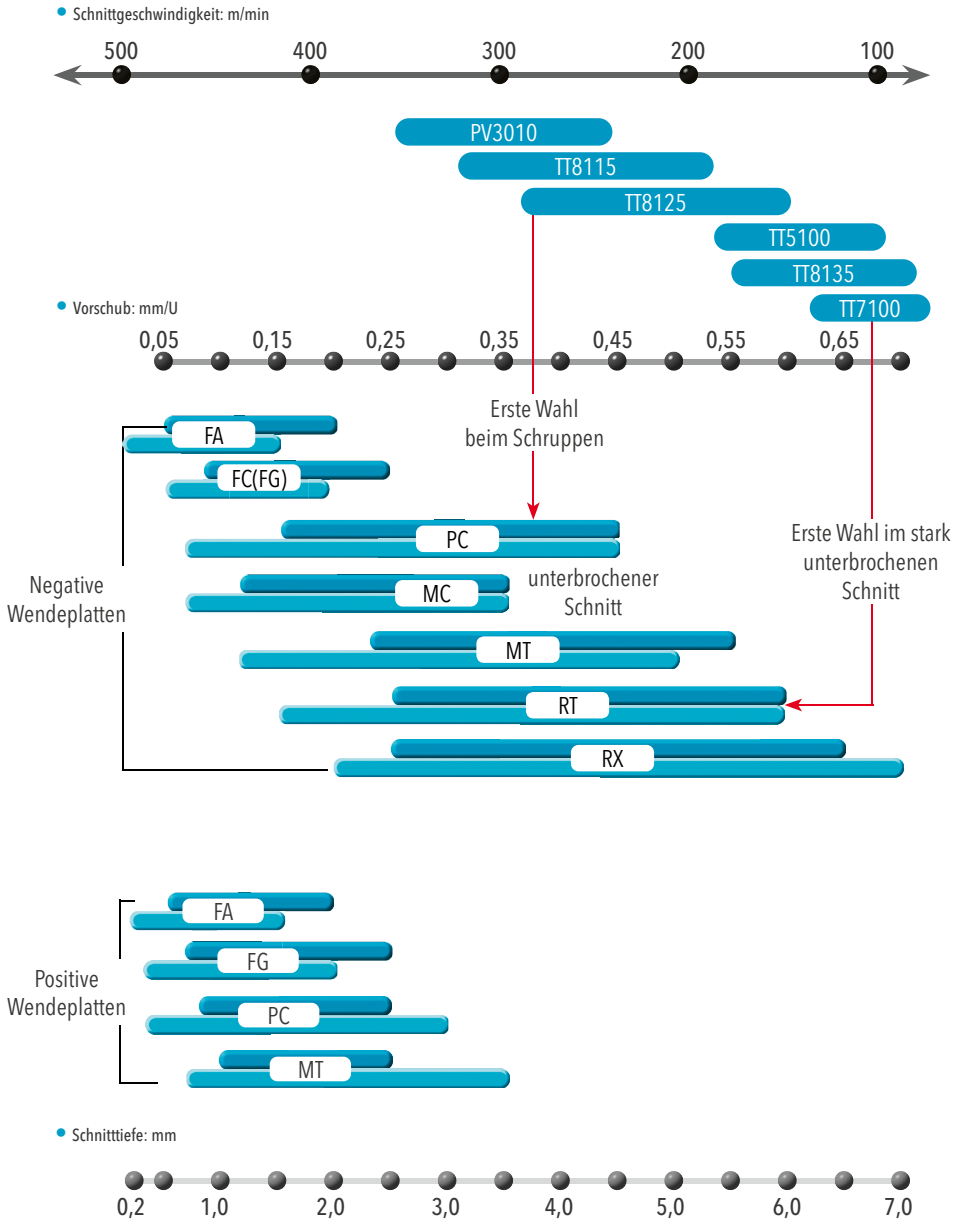 • Schnittgeschwindigkeit: m/min
500 400 300 200 100
PV3010
TT8115
TT8125
TT5100
TT8135
TT7100
• Vorschub: mm/U
0,05 0,15 0,25 0,35 0,45 0,55 0,65
Erste Wahl
beim Schruppen
FA
FC(FG)
PC
Erste Wahl im stark
unterbrochenen
Schnitt
unterbrochener
Schnitt
MC
Negative
Wendeplatten
MT
RT
RX
FA
FG
Positive
Wendeplatten
PC
MT
• Schnitttiefe: mm
0,2 1,0 2,0 3,0 4,0 5,0 6,0 7,0